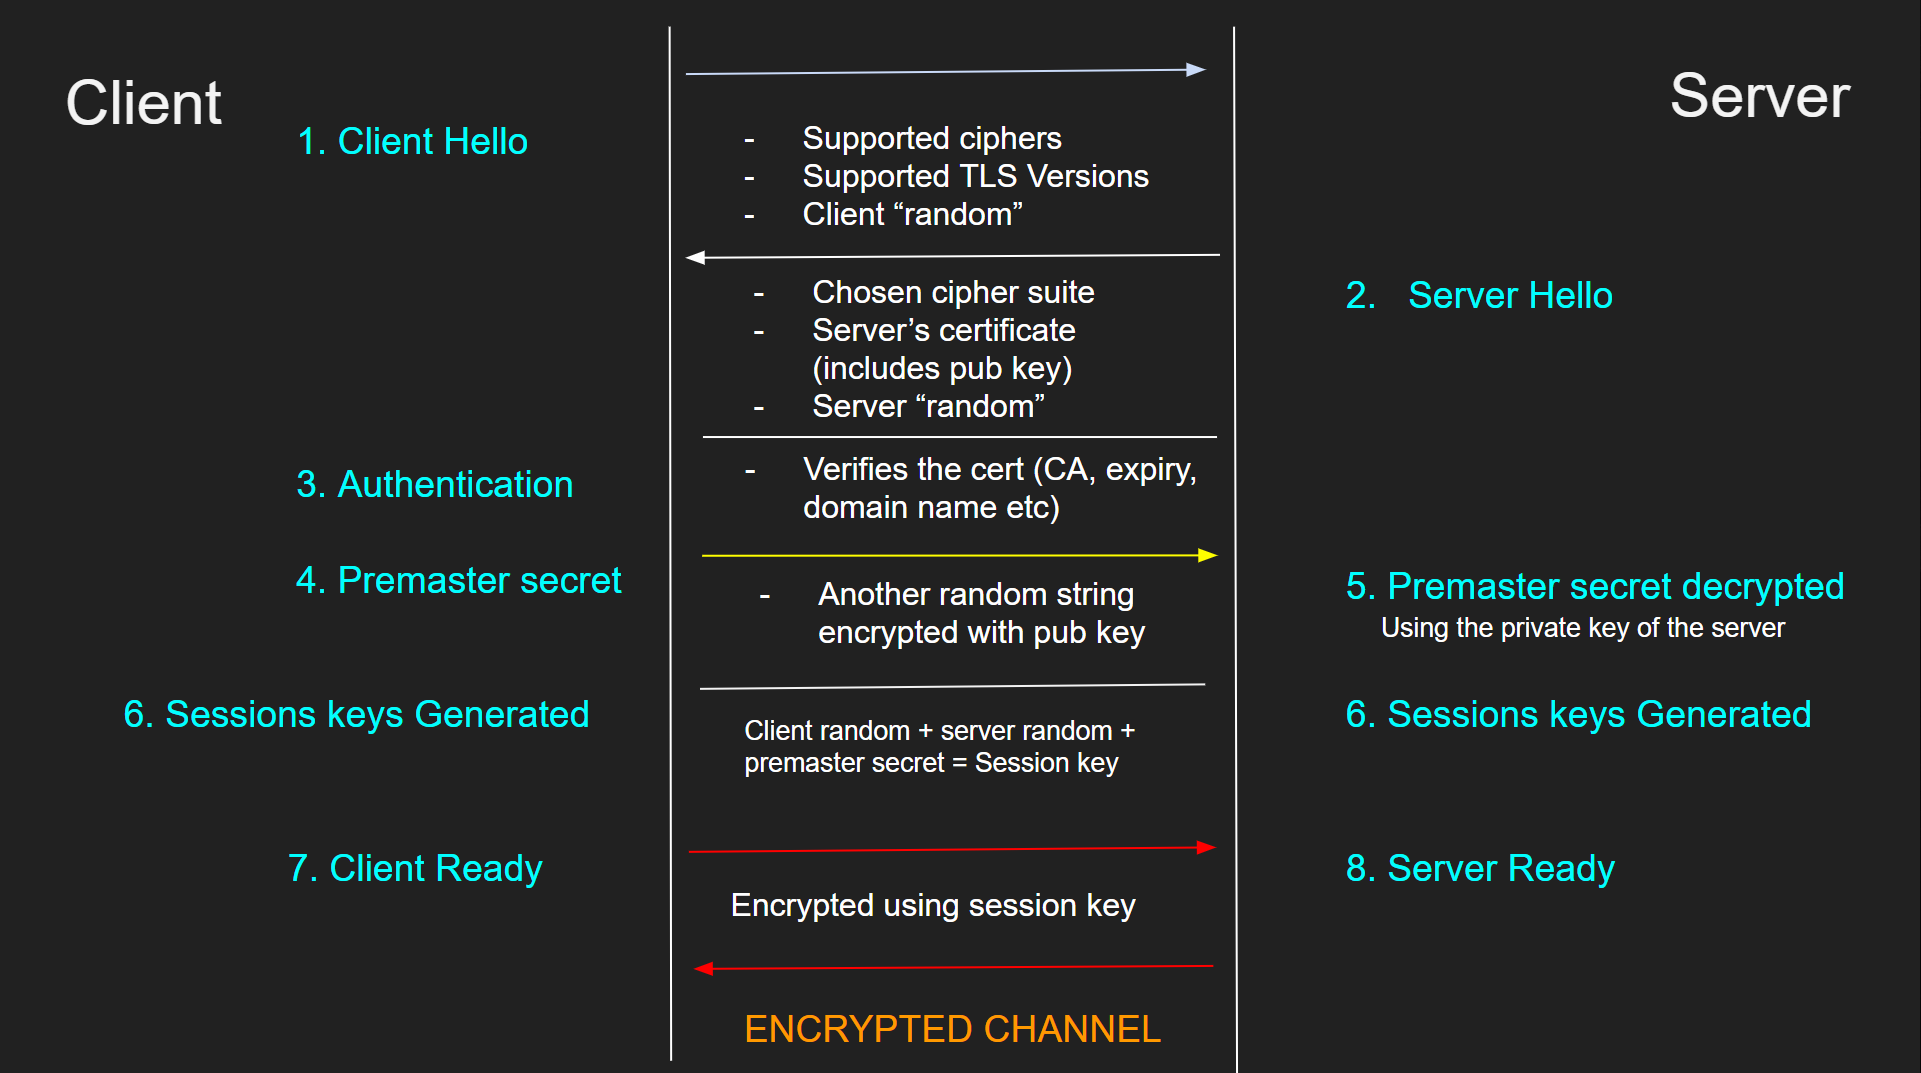 Client
Server
1. Client Hello
- Supported ciphers
- Supported TLS Versions
- Client “random”
2. Server Hello
- Chosen cipher suite
- Server’s certificate
(includes pub key)
- Server “random”
3. Authentication
- Verifies the cert (CA, expiry,
domain name etc)
4. Premaster secret
- Another random string
encrypted with pub key
5. Premaster secret decrypted
Using the private key of the server
6. Sessions keys Generated
Client random + server random +
premaster secret = Session key
6. Sessions keys Generated
7. Client Ready
8. Server Ready
Encrypted using session key
ENCRYPTED CHANNEL